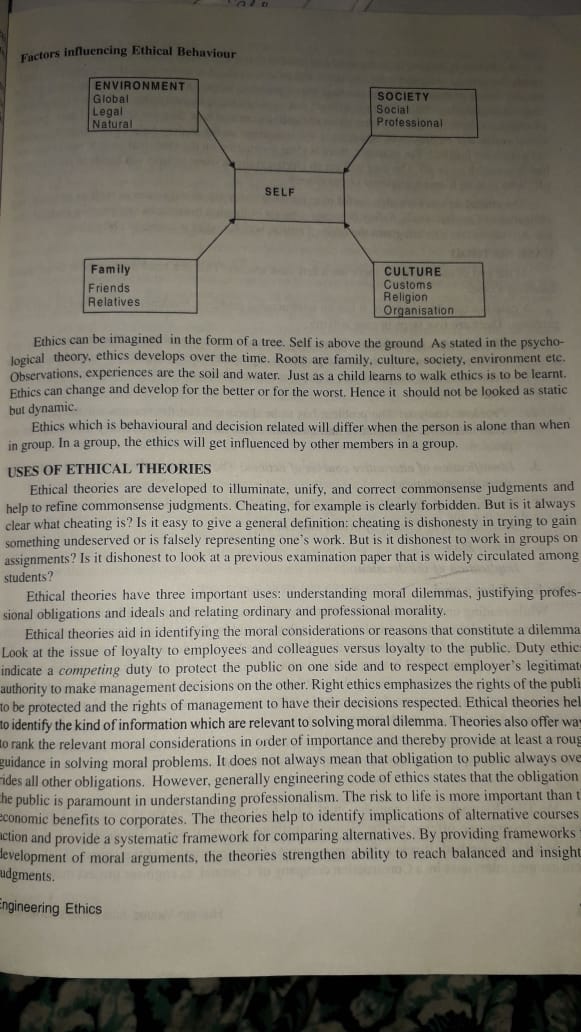 Factors influencing Ethical Behaviour
ENVIRONMENT
Global
Legal
Natural
SOCIETY
Social
Professional
SELF
Family
Friends
Relatives
CULTURE
Customs
Religion
Organisation
Ethics can be imagined in the form of a tree. Self is above the ground As stated in the psycho-
logical theory, ethics develops over the time. Roots are family, culture, society, environment etc.
Observations, experiences are the soil and water. Just as a child learns to walk ethics is to be learnt.
Ethics can change and develop for the better or for the worst. Hence it should not be looked as static
but dynamic.
Ethics which is behavioural and decision related will differ when the person is alone than when
in group. In a group, the ethics will get influenced by other members in a group.
USES OF ETHICAL THEORIES
Ethical theories are developed to illuminate, unify, and correct commonsense judgments and
help to refine commonsense judgments. Cheating, for example is clearly forbidden. But is it always
clear what cheating is? Is it easy to give a general definition: cheating is dishonesty in trying to gain
something undeserved or is falsely representing one's work. But is it dishonest to work in groups on
assignments? Is it dishonest to look at a previous examination paper that is widely circulated among
students?
Ethical theories have three important uses: understanding moral dilemmas, justifying profes-
sional obligations and ideals and relating ordinary and professional morality.
Ethical theories aid in identifying the moral considerations or reasons that constitute a dilemma
Look at the issue of loyalty to employees and colleagues versus loyalty to the public. Duty ethic
indicate a competing duty to protect the public on one side and to respect employer's legitimat
authority to make management decisions on the other. Right ethics emphasizes the rights of the publi
to be protected and the rights of management to have their decisions respected. Ethical theories hel
to identify the kind of information which are relevant to solving moral dilemma. Theories also offer wa
to rank the relevant moral considerations in order of importance and thereby provide at least a roug
guidance in solving moral problems. It does not always mean that obligation to public always ove
rides all other obligations. However, generally engineering code of ethics states that the obligation
the public is paramount in understanding professionalism. The risk to life is more important than t
economic benefits to corporates. The theories help to identify implications of alternative courses
action and provide a systematic framework for comparing alternatives. By providing frameworks
development of moral arguments, the theories strengthen ability to reach balanced and insight
udgments.
Engineering Ethics